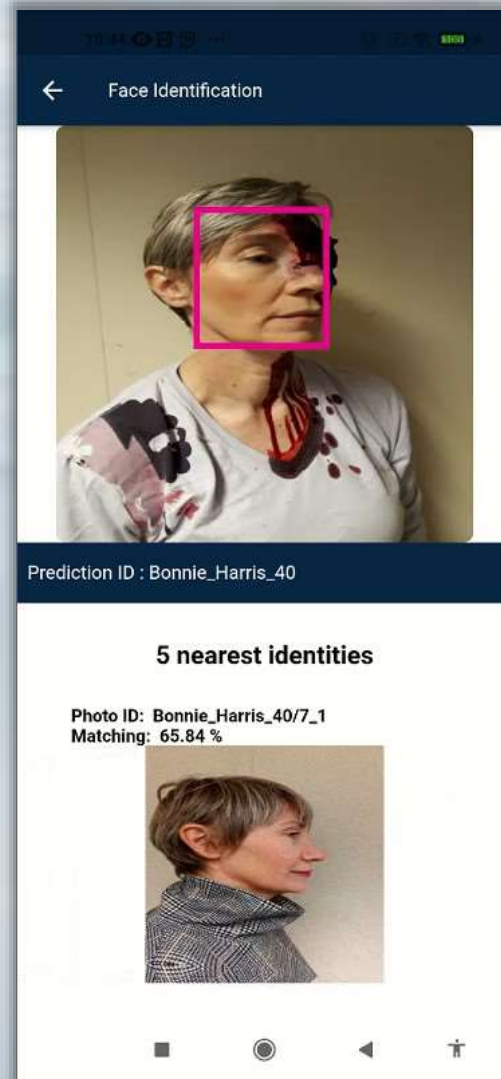 Face Identification
Prediction ID : Bonnie_Harris_40
5 nearest identities
Photo ID: Bonnie_Harris_40/7_1
Matching: 65.84 %